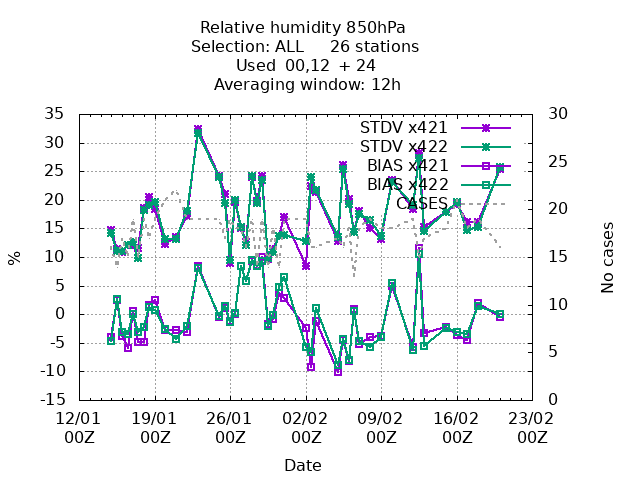 Relative humidity 850hPa
Selection: ALL     26 stations
Used  00,12  + 24
Averaging window: 12h
35
30
25
20
15
10
5
0
-5
-10
-15
%
30
25
20
15
10
5
0
No cases
STDV x421
STDV x422
BIAS x421
BIAS x422
CASES
12/01 19/01 26/01 02/02 09/02 16/02 23/02
00Z 00Z 00Z 00Z 00Z 00Z 00Z
Date